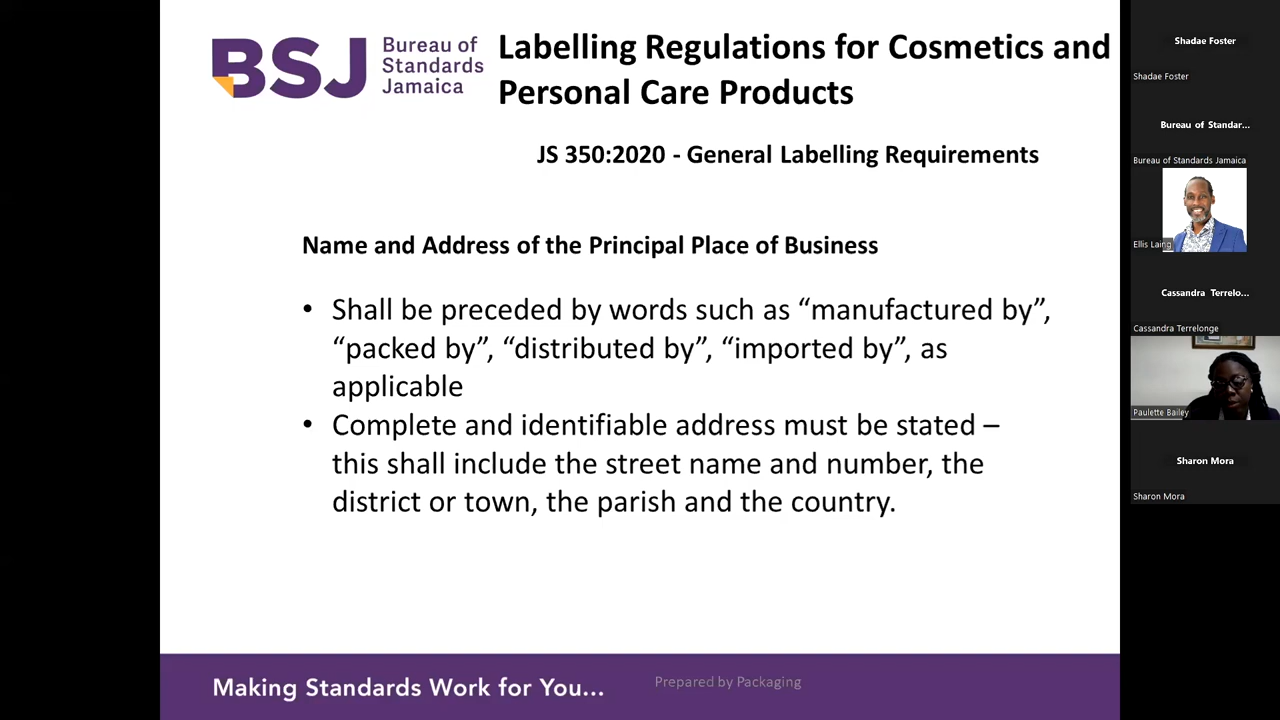 BSJ
Bureau of
Standards
Jamaica
Labelling Regulations for Cosmetics and
Personal Care Products
JS 350:2020 - General Labelling Requirements
Name and Address of the Principal Place of Business
• Shall be preceded by words such as “manufactured by”,
“packed by”, “distributed by”, “imported by”, as
applicable
• Complete and identifiable address must be stated –
this shall include the street name and number, the
district or town, the parish and the country.
Making Standards Work for You...
Prepared by Packaging
Shadae Foster
Shadae Foster
Bureau of Standar...
Bureau of Standards Jamaica
Ellis Laing
Cassandra Terrelo...
Cassandra Terrelonge
Paulette Bailey
Sharon Mora
Sharon Mora